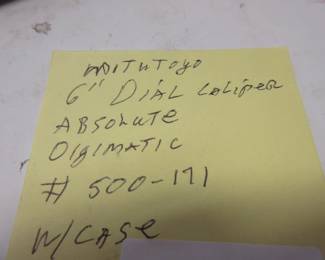 Mitutoyo
6" DIAL Caliper
ABSOLUTE
DIGIMATIC
# 500-171
W/CASE